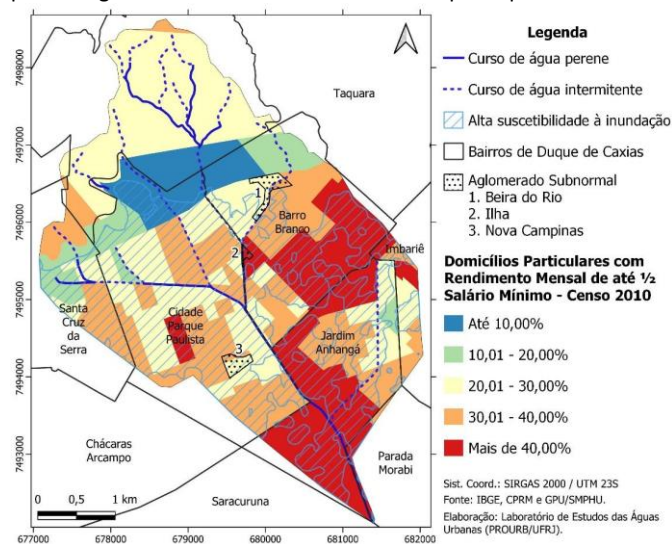 Legenda
Curso de água perene
Curso de água intermitente
Alta suscetibilidade à inundação
Bairros de Duque de Caxias
Aglomerado Subnormal
1. Beira do Rio
2. Ilha
3. Nova Campinas
Domicílios Particulares com
Rendimento Mensal de até ½
Salário Mínimo - Censo 2010
Até 10,00%
10,01 - 20,00%
20,01 - 30,00%
30,01 - 40,00%
Mais de 40,00%
Sist. Coord.: SIRGAS 2000 / UTM 23S
Fonte: IBGE, CPRM e GPU/SMPHU.
Elaboração: Laboratório de Estudos das Águas
Urbanas (PROURB/UFRJ).
Taquara
1
Barro
Branco
Imbariê
2
Santa
Cruz
da
Serra
Cidade
Parque
Paulista
Jardim
Anhangá
3
Chácaras
Arcampo
Parada
Morabi
Saracuruna
0 0,5 1 km
7498000
7497000
7496000
7495000
7494000
7493000
677000 678000 679000 680000 681000 682000